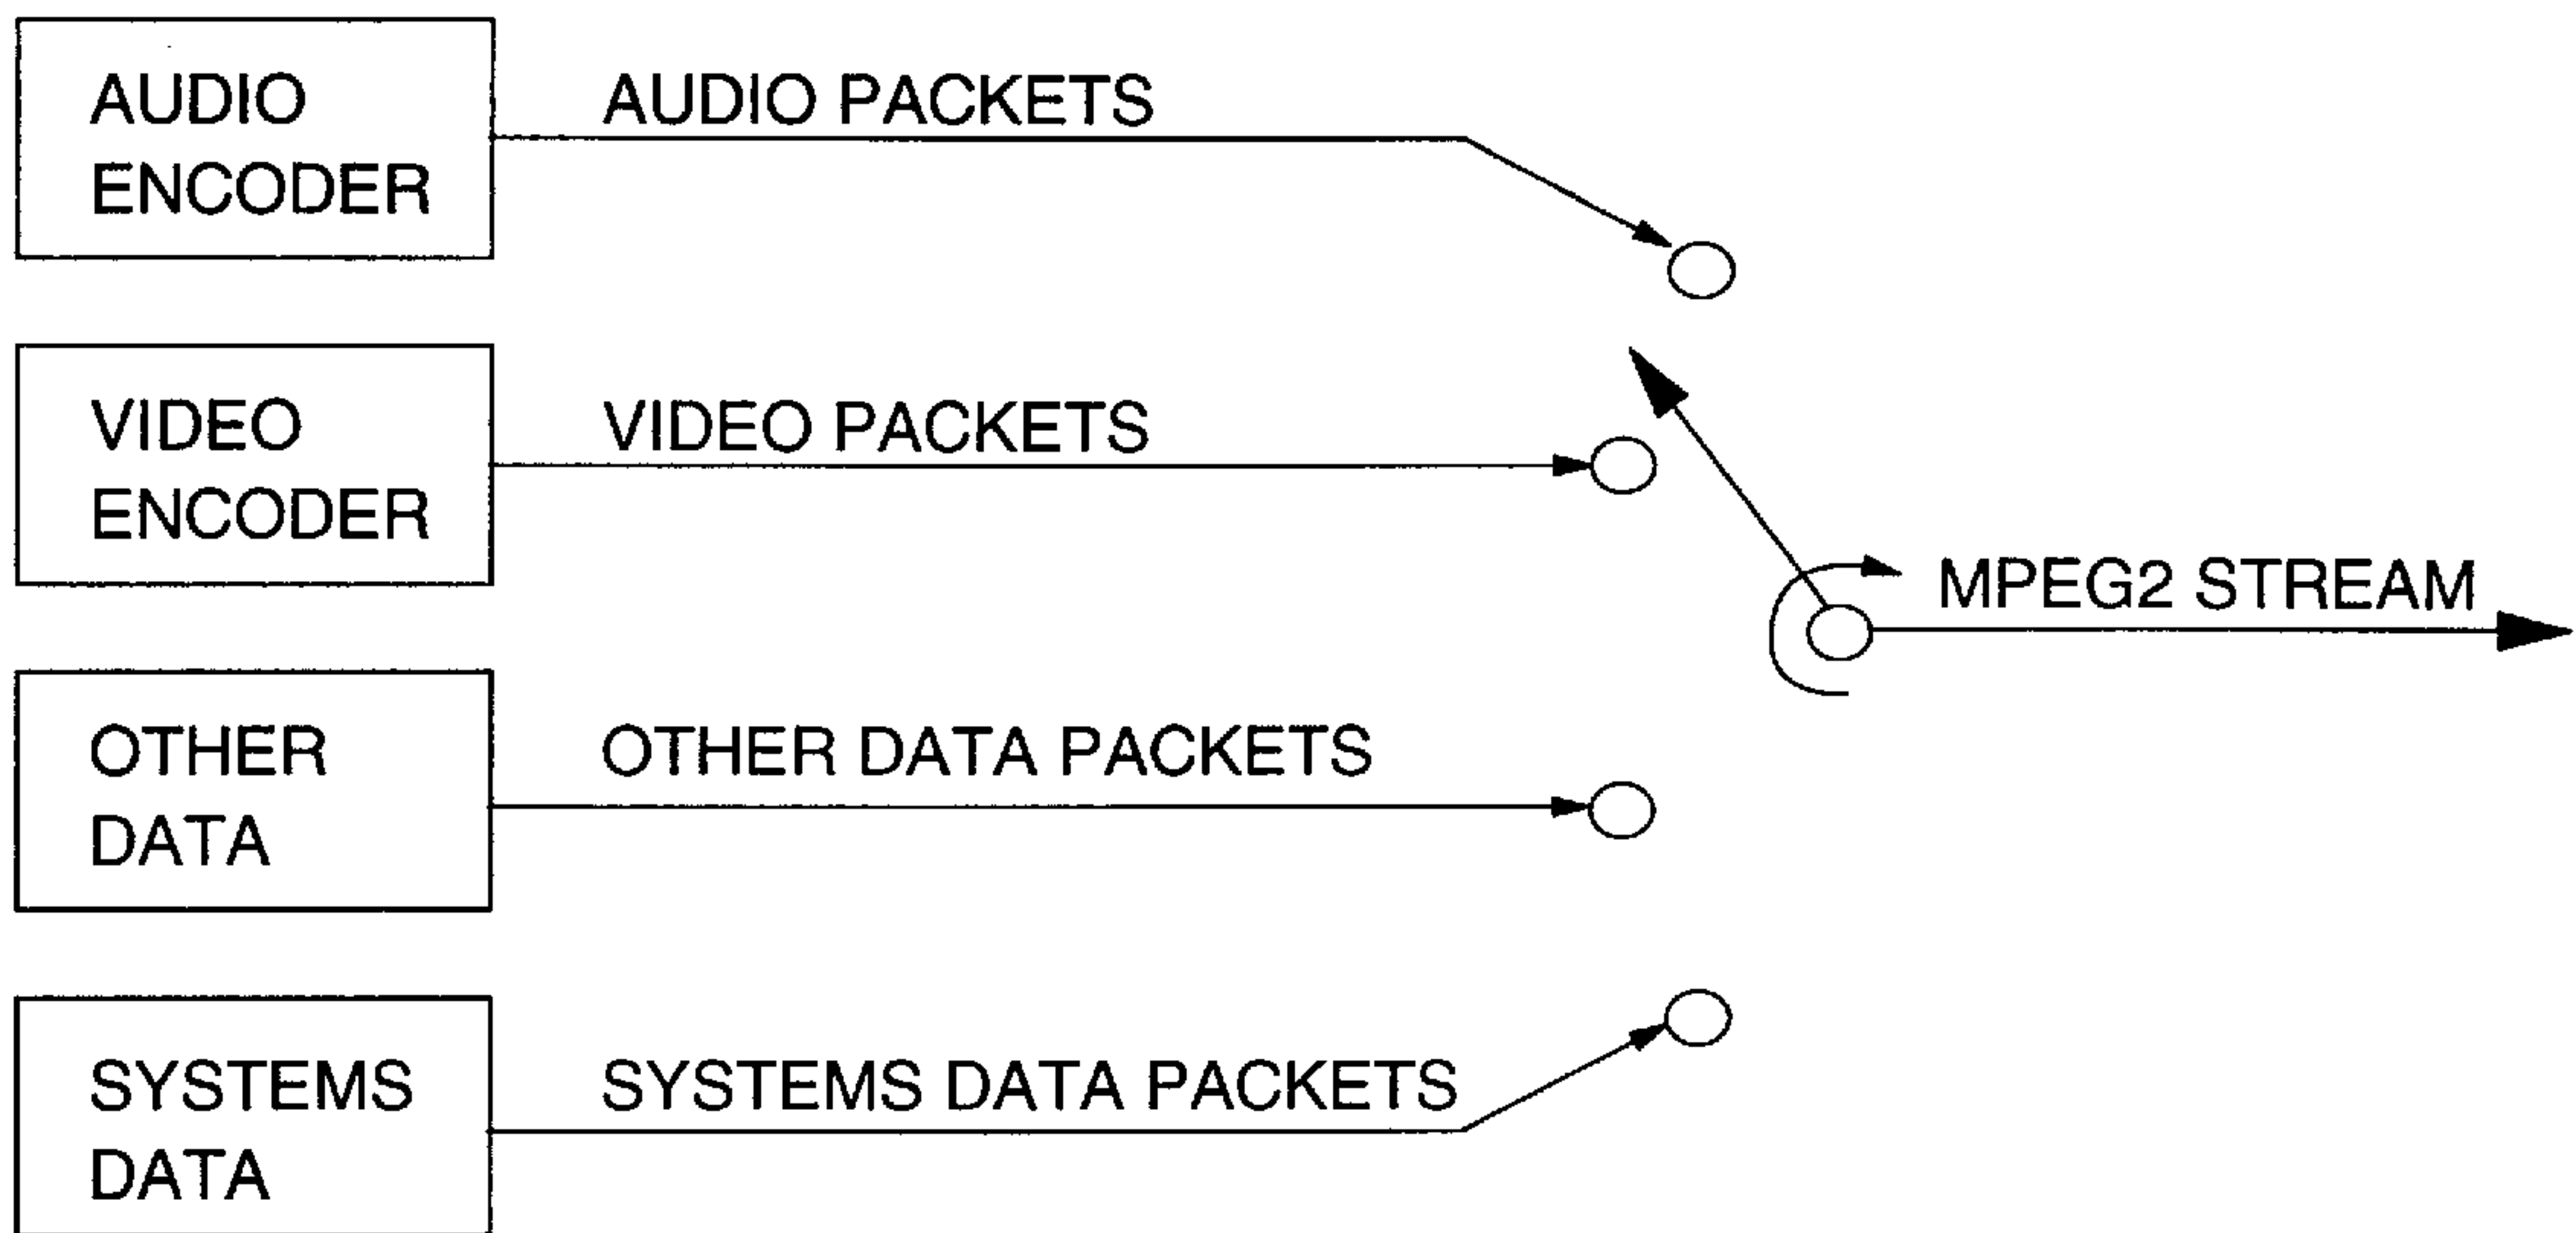 AUDIO
ENCODER
AUDIO PACKETS
VIDEO
ENCODER
VIDEO PACKETS
MPEG2 STREAM
OTHER
DATA
OTHER DATA PACKETS
SYSTEMS
DATA
SYSTEMS DATA PACKETS